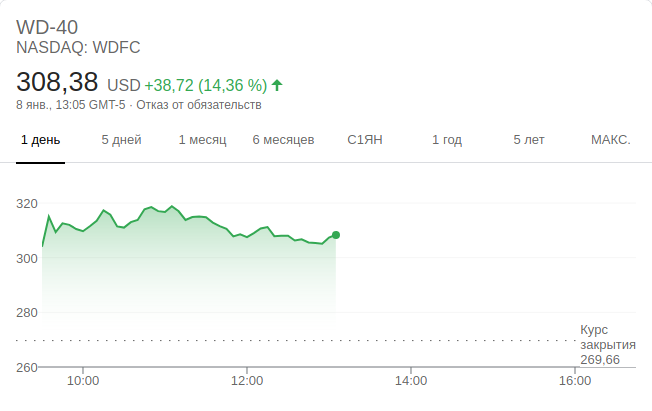 WD-40
NASDAQ: WDFC
308,38 USD +38,72 (14,36 %)
8 янв., 13:05 GMT-5 · Отказ от обязательств
1 день 5 дней 1 месяц 6 месяцев С1ЯН 1 год 5 лет МАКС.
320
300
280
Курс
закрытия
269,66
260
10:00 12:00 14:00 16:00